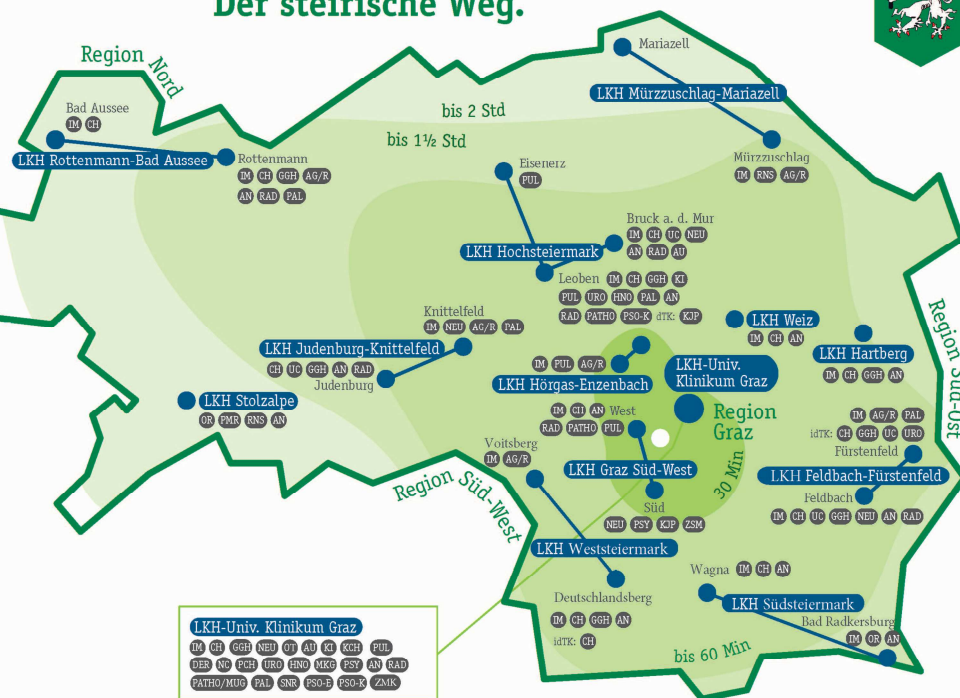 Der steirische Weg.
Region Nord
bis 2 Std
bis 1½ Std
Mariazell
LKH Mürzzuschlag-Mariazell
Mürzzuschlag
IM RNS AG/R
Bad Aussee
IM CH
LKH Rottenmann-Bad Aussee
Rottenmann
IM CH GGH AG/R
AN RAD PAL
Eisenerz
PUL
Bruck a. d. Mur
IM CH UC NEU
AN RAD AU
LKH Hochsteiermark
Leoben IM CH GGH KI
PUL URO HNO PAL AN
RAD PATHO PSO-K dTK: KJP
Knittelfeld
IM NEU AG/R PAL
LKH Judenburg-Knittelfeld
CH UC GGH AN RAD
Judenburg
LKH Stolzalpe
OR PMR RNS AN
IM PUL AG/R
LKH Hörgas-Enzenbach
LKH-Univ.
Klinikum Graz
Region
Graz
30 Min
LKH Weiz
IM CH AN
LKH Hartberg
IM CH GGH AN
Region Süd-Ost
IM CH AN West
RAD PATHO PUL
LKH Graz Süd-West
Süd
NEU PSY KJP ZSM
IM AG/R PAL
idTK: CH GGH UC URO
Fürstenfeld
LKH Feldbach-Fürstenfeld
Feldbach
IM CH UC GGH NEU AN RAD
Voitsberg
IM AG/R
Region Süd-West
LKH Weststeiermark
Deutschlandsberg
IM CH GGH AN
idTK: CH
Wagna IM CH AN
LKH Südsteiermark
Bad Radkersburg
IM OR AN
bis 60 Min
LKH-Univ. Klinikum Graz
IM CH GGH NEU OT AU KI KCH PUL
DER NC PCH URO HNO MKG PSY AN RAD
PATHO/MUG PAL SNR PSO-E PSO-K ZMK